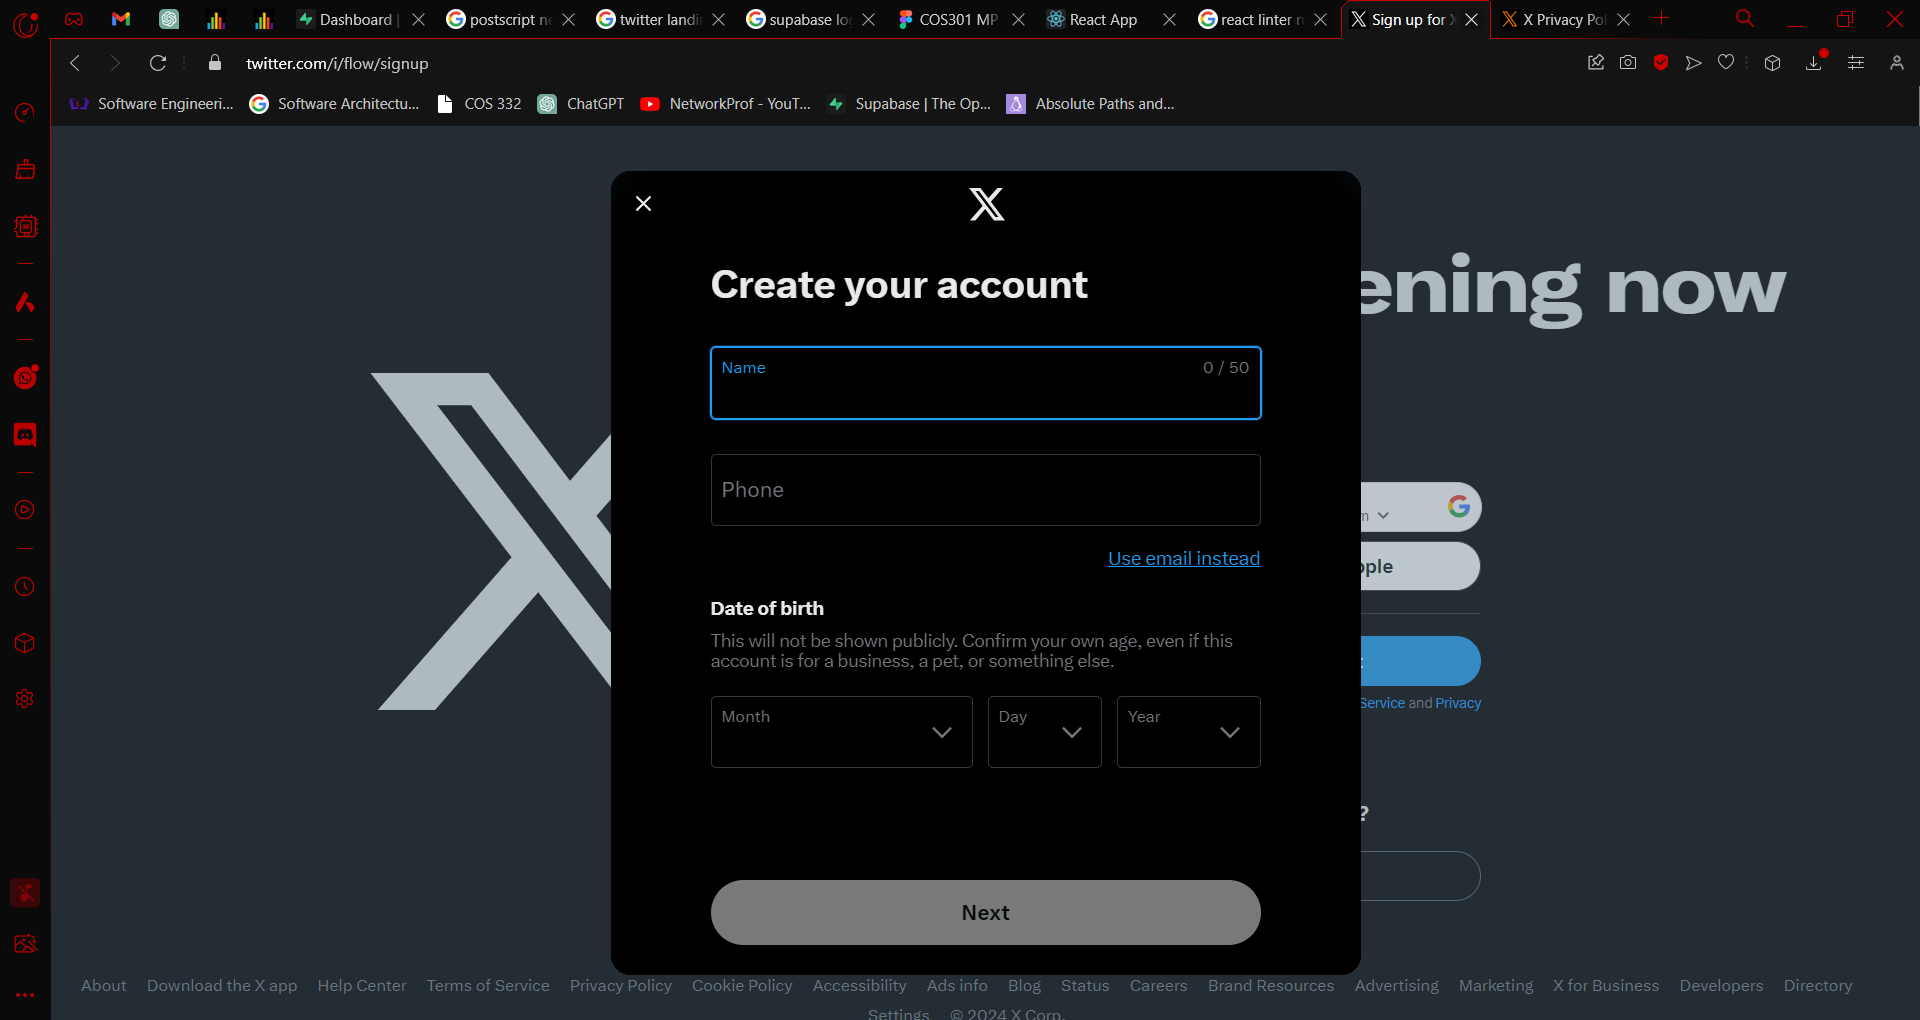 Dashboard |
postscript ne
twitter landi
supabase lo
COS301 MP
React App
react linter ru
Sign up for X
X Privacy Pol
twitter.com/i/flow/signup
Software Engineeri...
Software Architectu...
COS 332
ChatGPT
NetworkProf - YouT...
Supabase | The Op...
Absolute Paths and...
ening now
Create your account
Name
0 / 50
Phone
Use email instead
Date of birth
This will not be shown publicly. Confirm your own age, even if this
account is for a business, a pet, or something else.
Month
Day
Year
Next
m
pple
Service and Privacy
?
About
Download the X app
Help Center
Terms of Service
Privacy Policy
Cookie Policy
Accessibility
Ads info
Blog
Status
Careers
Brand Resources
Advertising
Marketing
X for Business
Developers
Directory
Settings
© 2024 X Corp.